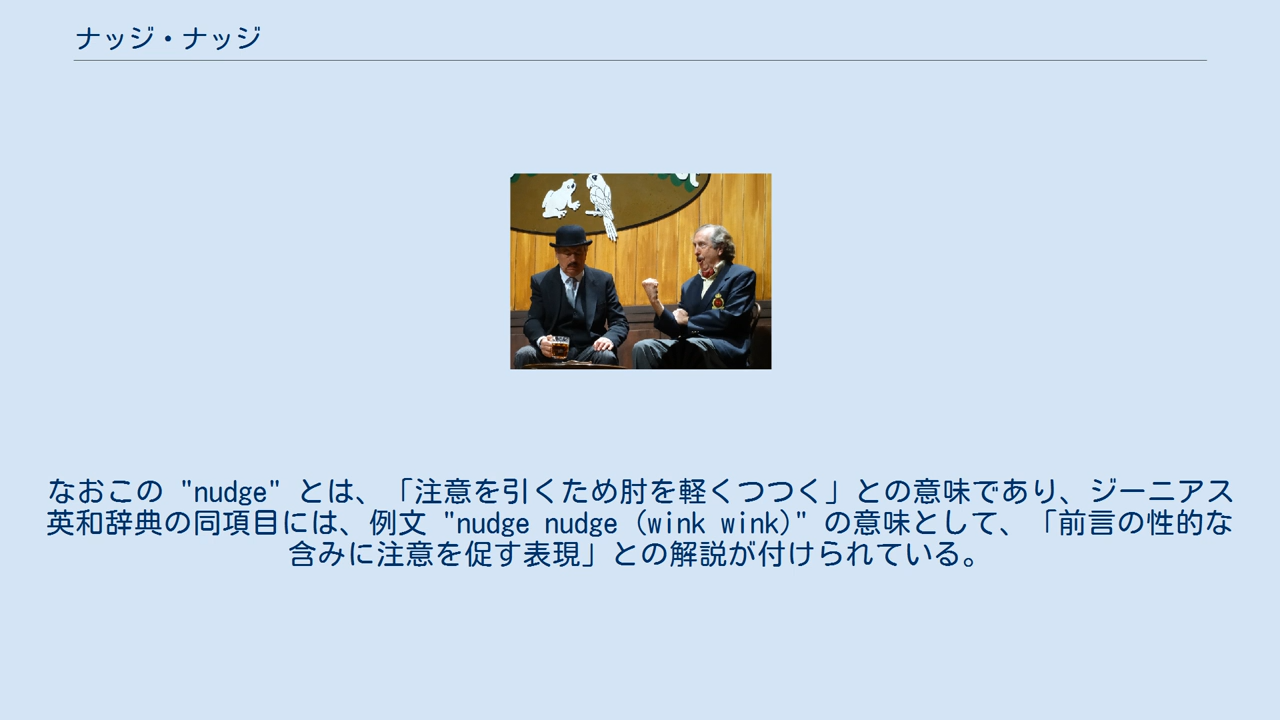 ナッジ・ナッジ
なおこの "nudge" とは、「注意を引くため肘を軽くつつく」との意味であり、ジーニアス
英和辞典の同項目には、例文 "nudge nudge (wink wink)" の意味として、「前言の性的な
含みに注意を促す表現」との解説が付けられている。